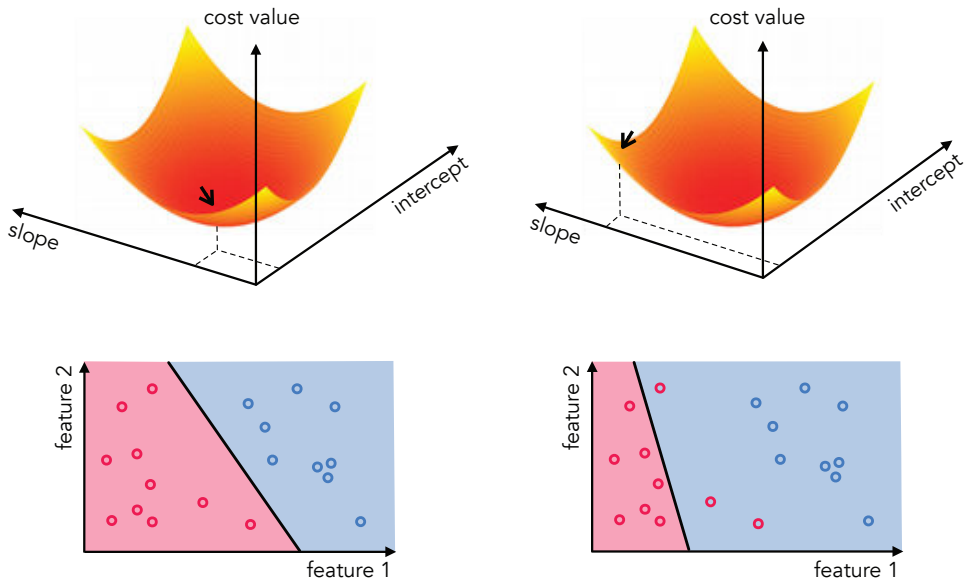 cost value
slope
intercept
cost value
slope
intercept
feature 2
feature 1
feature 2
feature 1